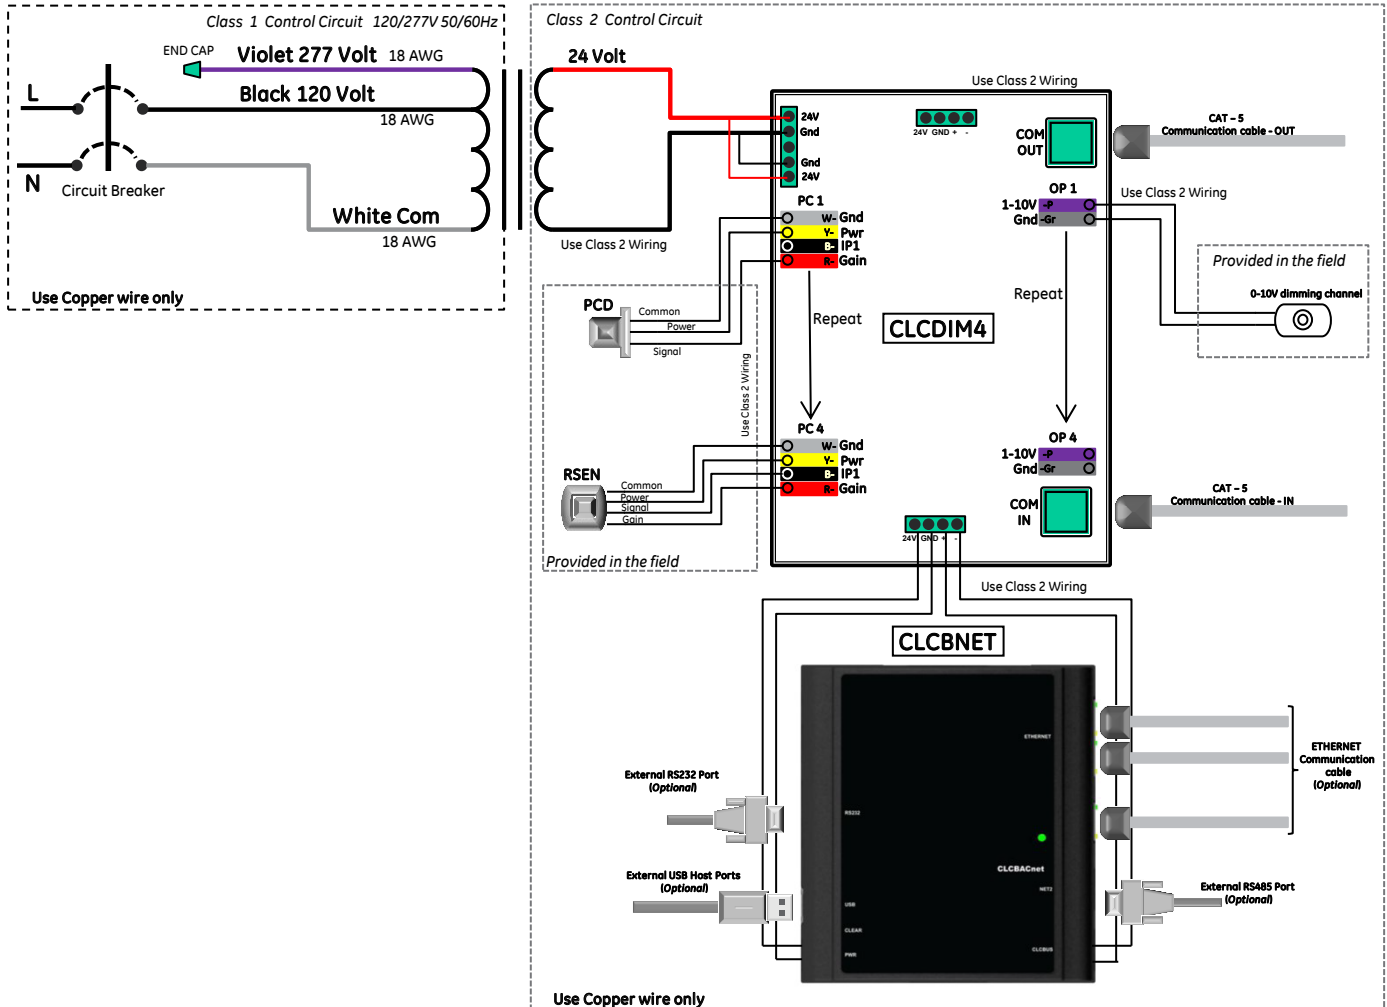 Class 1 Control Circuit 120/277V 50/60Hz
END CAP
Violet 277 Volt 18 AWG
L
Black 120 Volt
18 AWG
N
Circuit Breaker
White Com
18 AWG
Use Copper wire only
Class 2 Control Circuit
24 Volt
Use Class 2 Wiring
Use Class 2 Wiring
24V
Gnd
Gnd
24V
24V GND + -
COM
OUT
CAT – 5
Communication cable - OUT
PC 1
W- Gnd
Y- Pwr
B- IP1
R- Gain
OP 1
1-10V -P
Gnd -Gr
Use Class 2 Wiring
Provided in the field
0-10V dimming channel
PCD
Common
Power
Signal
Use Class 2 Wiring
Repeat
Repeat
CLCDIM4
PC 4
W- Gnd
Y- Pwr
B- IP1
R- Gain
OP 4
1-10V -P
Gnd -Gr
RSEN
Common
Power
Signal
Gain
Provided in the field
COM
IN
CAT – 5
Communication cable - IN
24V GND + -
Use Class 2 Wiring
CLCBNET
ETHERNET
RS232
CLCBACnet
NET2
USB
CLEAR
PWR
CLCBUS
External RS232 Port
(Optional)
External USB Host Ports
(Optional)
ETHERNET
Communication
cable
(Optional)
External RS485 Port
(Optional)
Use Copper wire only